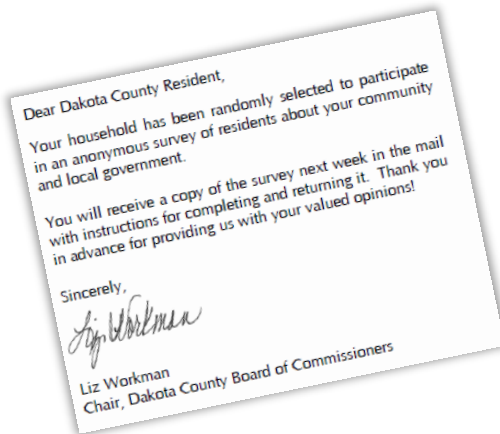 Dear Dakota County Resident,
Your household has been randomly selected to participate
in an anonymous survey of residents about your community
and local government.
You will receive a copy of the survey next week in the mail
with instructions for completing and returning it. Thank you
in advance for providing us with your valued opinions!
Sincerely,
Liz Workman
Liz Workman
Chair, Dakota County Board of Commissioners